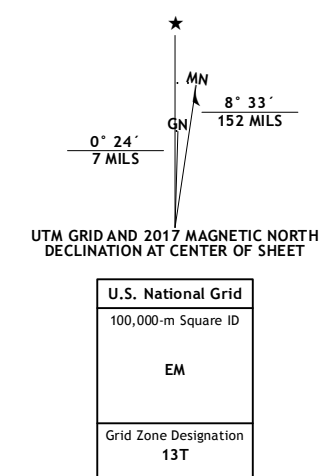 ★
MN
GN
8° 33´
152 MILS
0° 24´
7 MILS
UTM GRID AND 2017 MAGNETIC NORTH
DECLINATION AT CENTER OF SHEET
U.S. National Grid
100,000-m Square ID
EM
Grid Zone Designation
13T